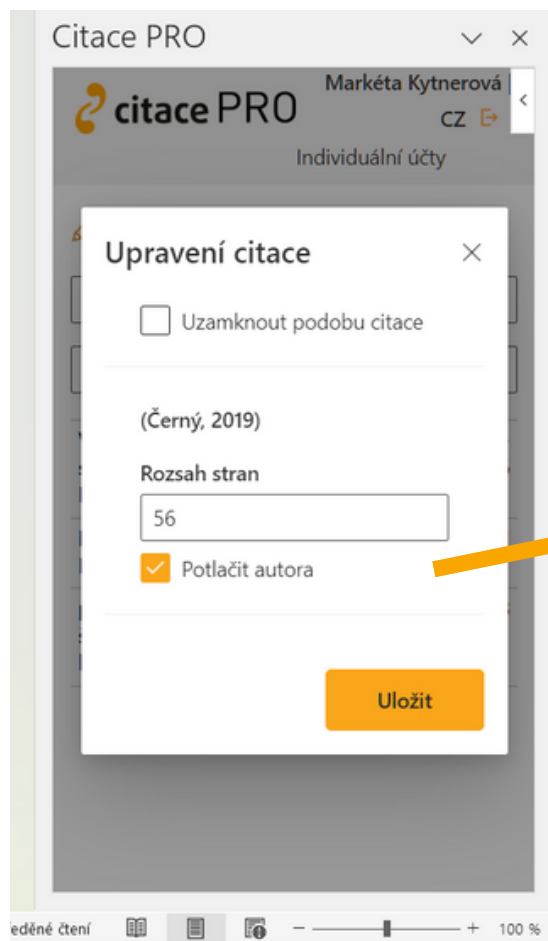 Citace PRO
Markéta Kytnerová
citace PRO
CZ
Individuální účty
Upravení citace
Uzamknout podobu citace
(Černý, 2019)
Rozsah stran
56
Potlačit autora
Uložit
čtení
100 %